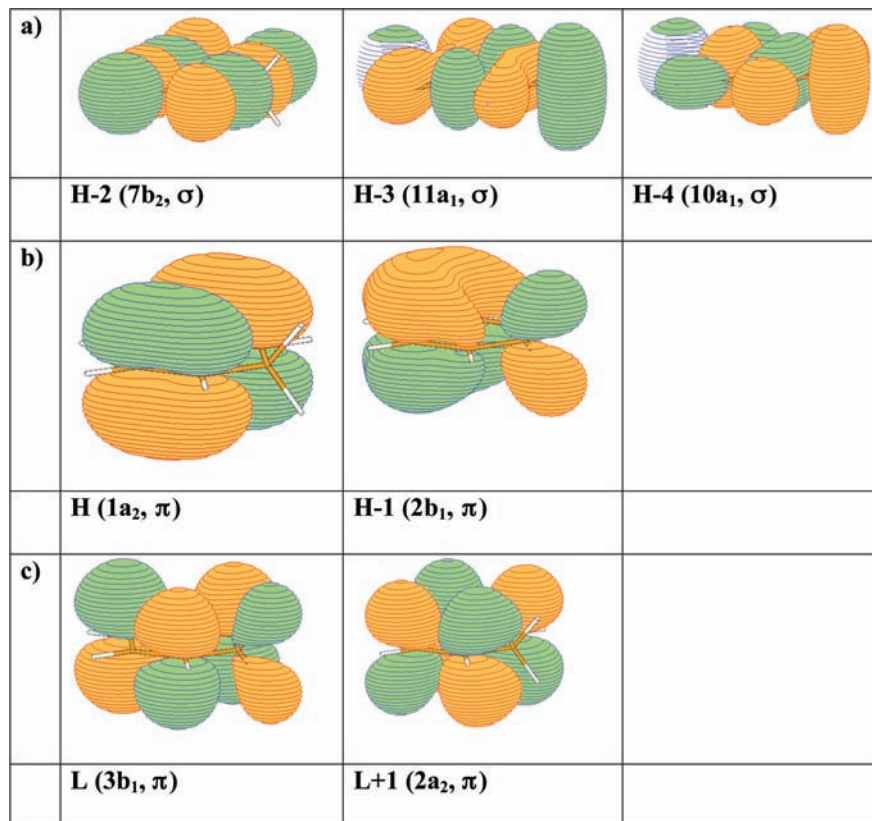 a)
H-2 (7b₂, σ) H-3 (11a₁, σ) H-4 (10a₁, σ)
b)
H (1a₂, π) H-1 (2b₁, π)
c)
L (3b₁, π) L+1 (2a₂, π)